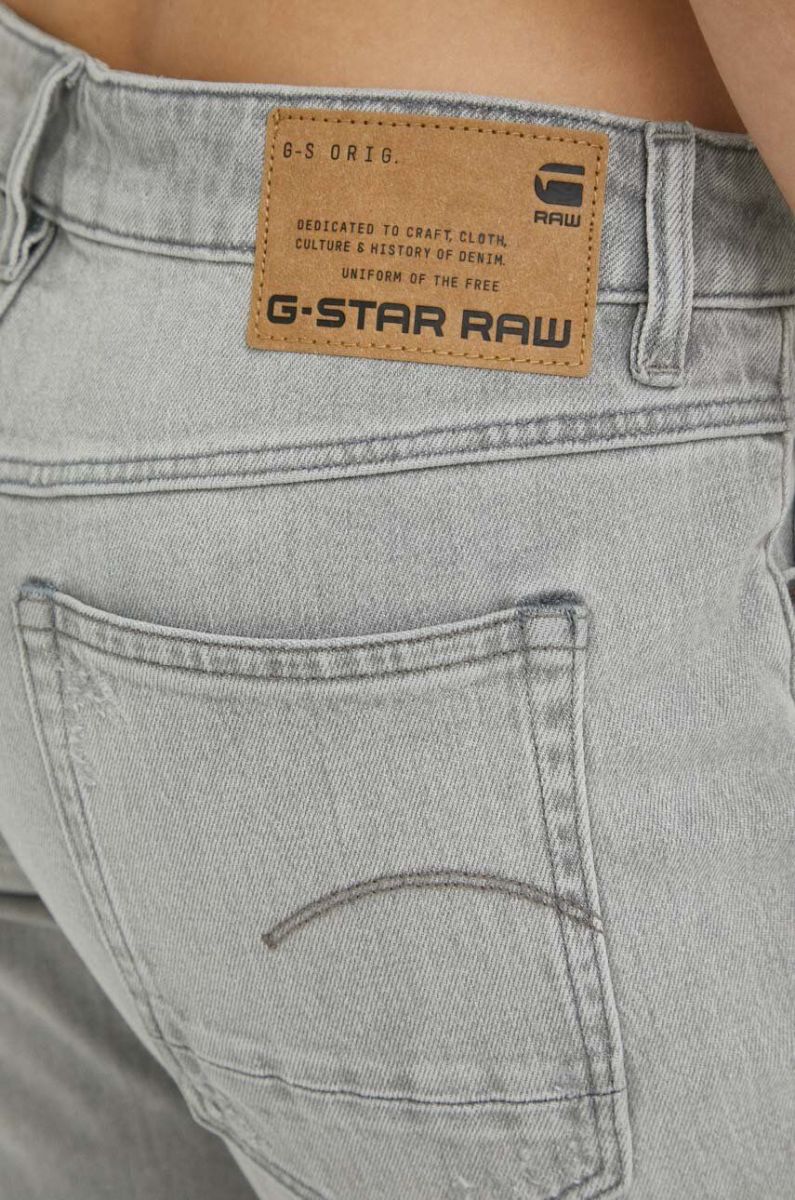 G-S ORIG.
RAW
DEDICATED TO CRAFT, CLOTH,
CULTURE & HISTORY OF DENIM.
UNIFORM OF THE FREE
G-STAR RAW